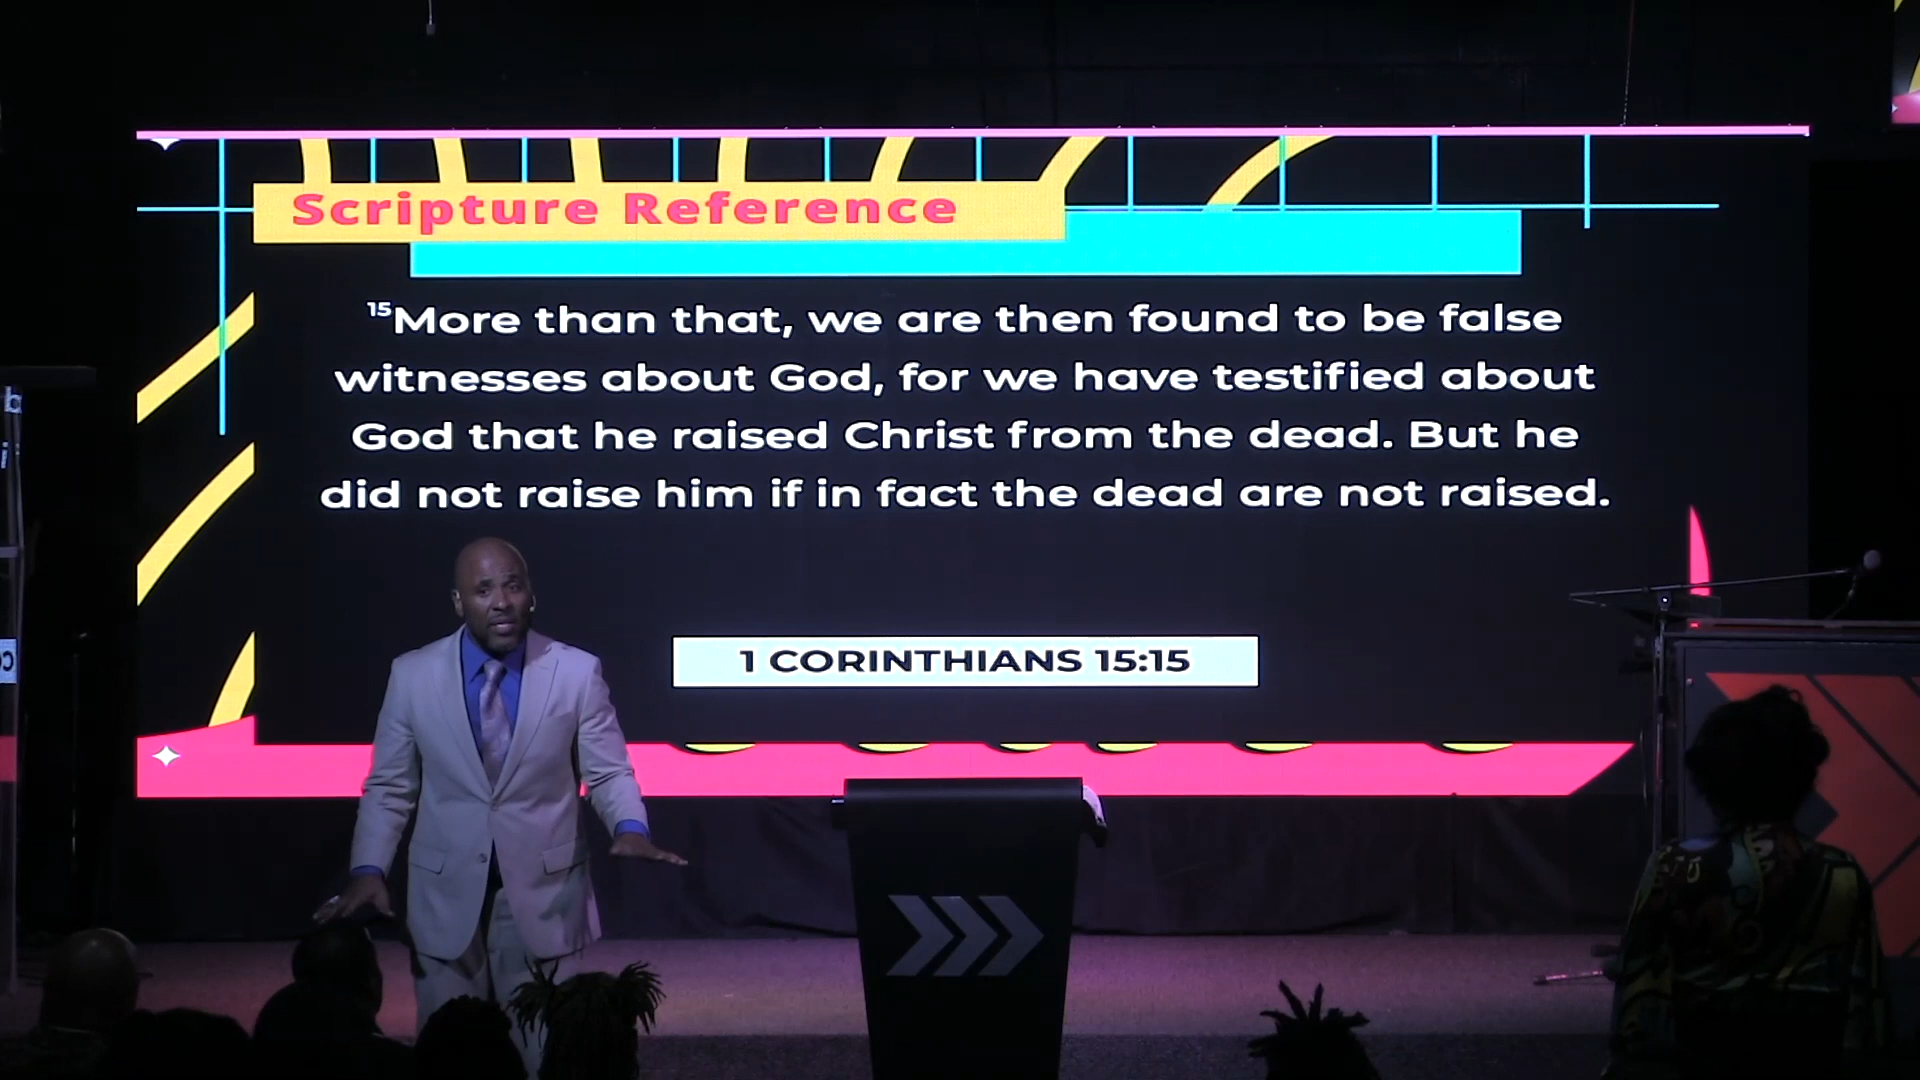 Scripture Reference
15More than that, we are then found to be false
witnesses about God, for we have testified about
God that he raised Christ from the dead. But he
did not raise him if in fact the dead are not raised.
1 CORINTHIANS 15:15